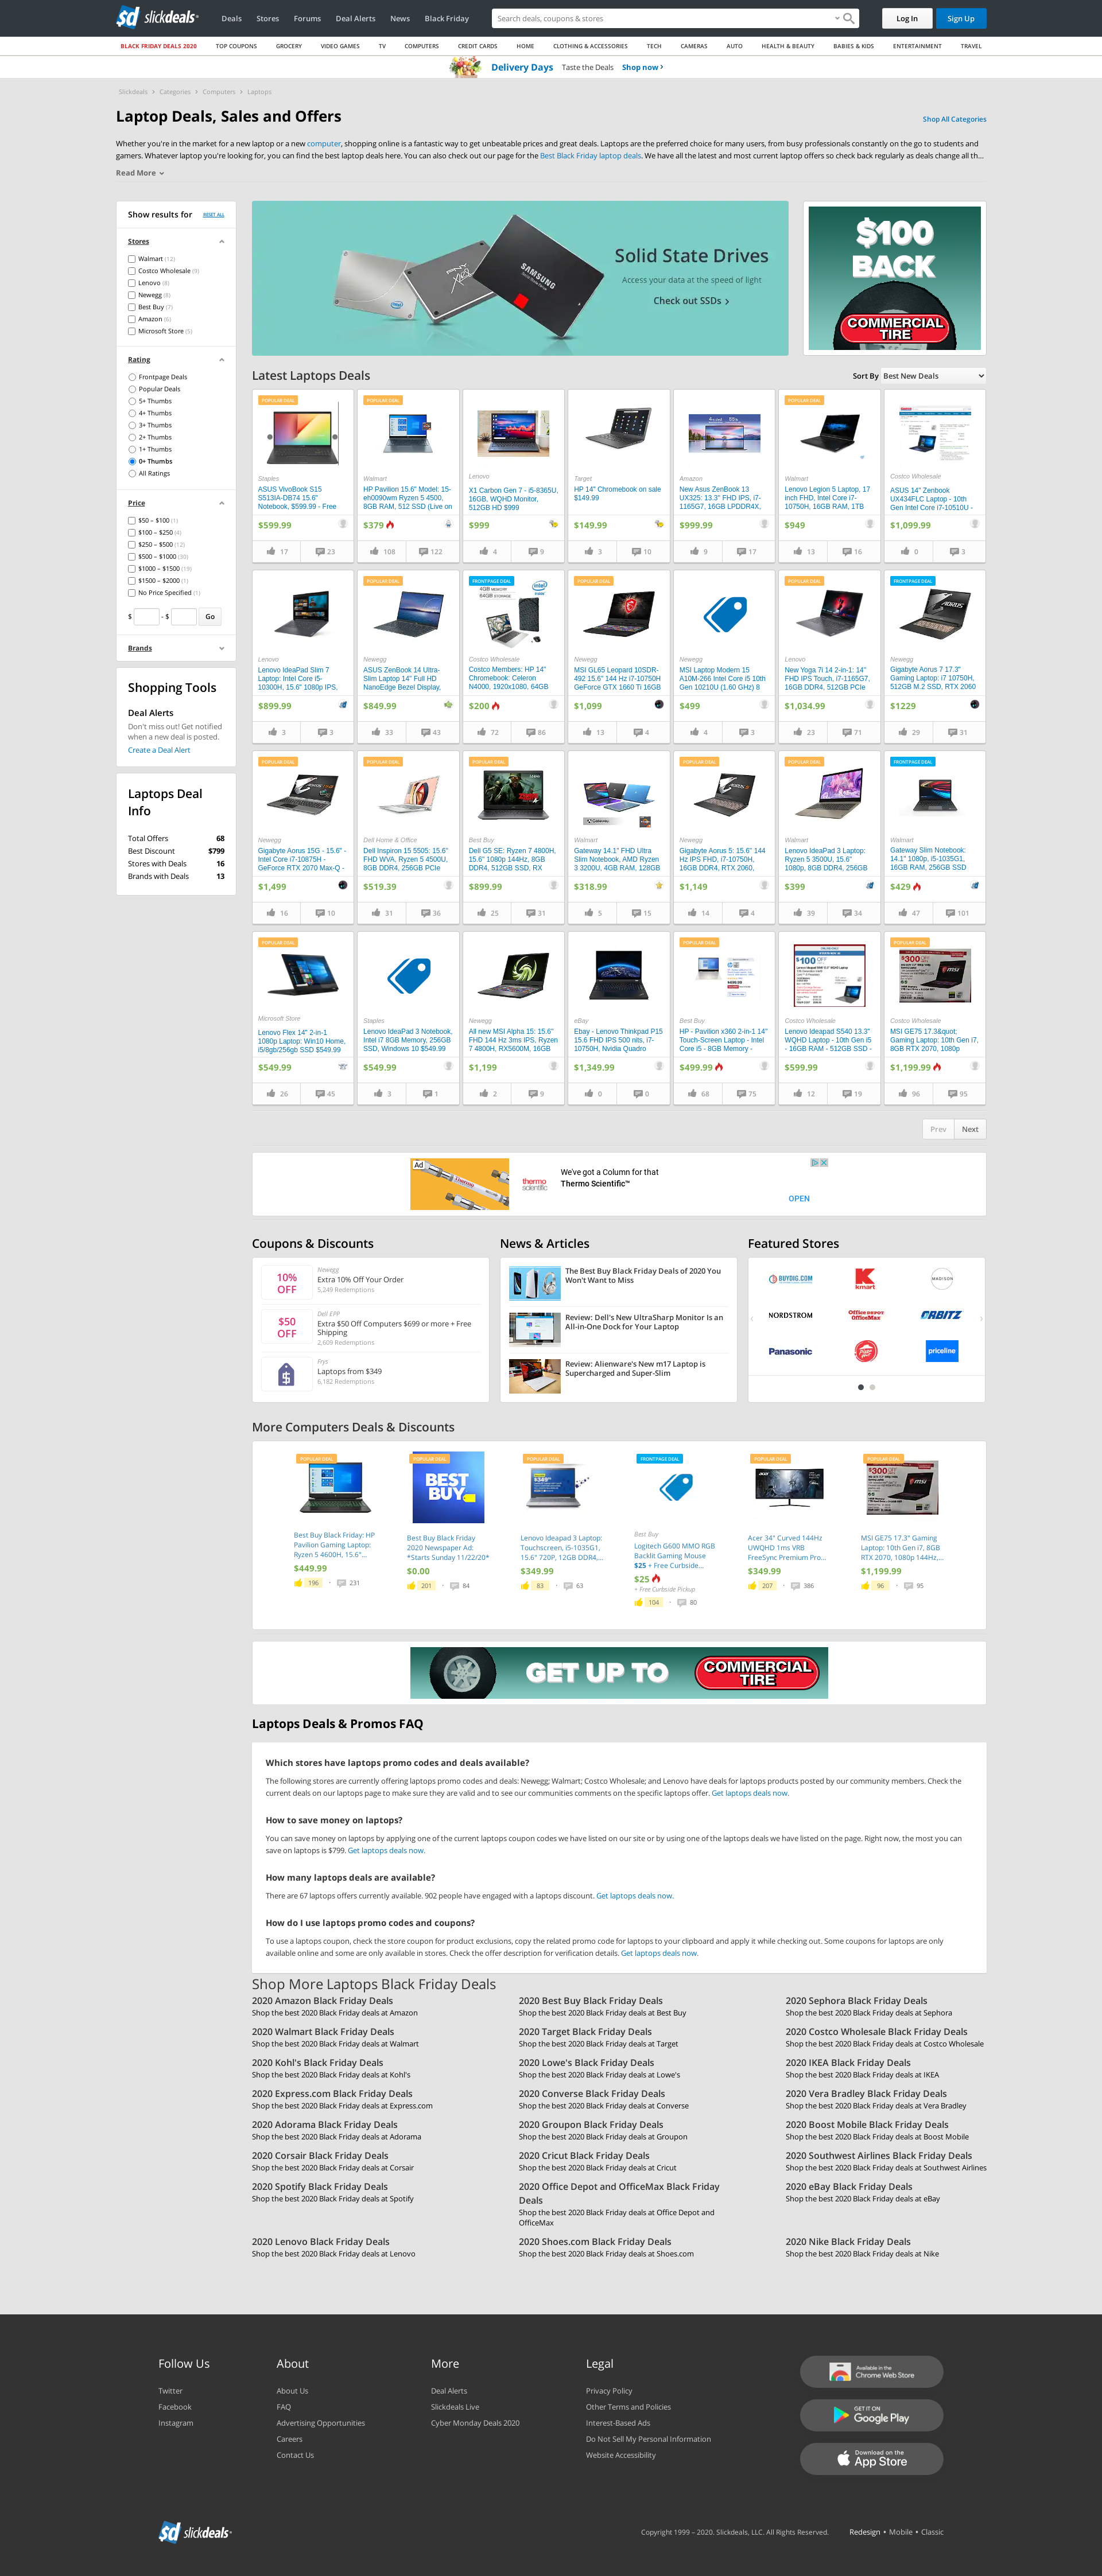 sd slickdeals
Deals
Stores
Forums
Deal Alerts
News
Black Friday
Search deals, coupons & stores
Log In
Sign Up
BLACK FRIDAY DEALS 2020
TOP COUPONS
GROCERY
VIDEO GAMES
TV
COMPUTERS
CREDIT CARDS
HOME
CLOTHING & ACCESSORIES
TECH
CAMERAS
AUTO
HEALTH & BEAUTY
BABIES & KIDS
ENTERTAINMENT
TRAVEL
Delivery Days Taste the Deals Shop now ›
Slickdeals › Categories › Computers › Laptops
Laptop Deals, Sales and Offers
Shop All Categories
Whether you're in the market for a new laptop or a new computer, shopping online is a fantastic way to get unbeatable prices and great deals. Laptops are the preferred choice for many users, from busy professionals constantly on the go to students and
gamers. Whatever laptop you're looking for, you can find the best laptop deals here. You can also check out our page for the Best Black Friday laptop deals. We have all the latest and most current laptop offers so check back regularly as deals change all th...
Read More
Show results for
RESET ALL
Stores
Walmart (12)
Costco Wholesale (9)
Lenovo (8)
Newegg (8)
Best Buy (7)
Amazon (6)
Microsoft Store (5)
Rating
Frontpage Deals
Popular Deals
5+ Thumbs
4+ Thumbs
3+ Thumbs
2+ Thumbs
1+ Thumbs
0+ Thumbs
All Ratings
Price
$50 – $100 (1)
$100 – $250 (4)
$250 – $500 (12)
$500 – $1000 (30)
$1000 – $1500 (19)
$1500 – $2000 (1)
No Price Specified (1)
$ - $ Go
Brands
Shopping Tools
Deal Alerts
Don't miss out! Get notified
when a new deal is posted.
Create a Deal Alert
Laptops Deal
Info
Total Offers 68
Best Discount $799
Stores with Deals 16
Brands with Deals 13
SAMSUNG
Solid State Drives
Access your data at the speed of light
Check out SSDs ›
$100
BACK
COMMERCIAL
TIRE
Latest Laptops Deals
Sort By Best New Deals
POPULAR DEAL
Staples
ASUS VivoBook S15
S513IA-DB74 15.6"
Notebook, $599.99 - Free
$599.99
17
23
POPULAR DEAL
Walmart
HP Pavilion 15.6" Model: 15-
eh0090wm Ryzen 5 4500,
8GB RAM, 512 SSD (Live on
$379
108
122
Lenovo
X1 Carbon Gen 7 - i5-8365U,
16GB, WQHD Monitor,
512GB HD $999
$999
4
9
Target
HP 14" Chromebook on sale
$149.99
$149.99
3
10
Amazon
New Asus ZenBook 13
UX325: 13.3'' FHD IPS, i7-
1165G7, 16GB LPDDR4X,
$999.99
9
17
POPULAR DEAL
Walmart
Lenovo Legion 5 Laptop, 17
inch FHD, Intel Core i7-
10750H, 16GB RAM, 1TB
$949
13
16
Costco Wholesale
ASUS 14" Zenbook
UX434FLC Laptop - 10th
Gen Intel Core i7-10510U -
$1,099.99
0
3
Lenovo
Lenovo IdeaPad Slim 7
Laptop: Intel Core i5-
10300H, 15.6" 1080p IPS,
$899.99
3
3
POPULAR DEAL
Newegg
ASUS ZenBook 14 Ultra-
Slim Laptop 14" Full HD
NanoEdge Bezel Display,
$849.99
33
43
FRONTPAGE DEAL
4GB MEMORY
64GB STORAGE
intel
Costco Wholesale
Costco Members: HP 14"
Chromebook: Celeron
N4000, 1920x1080, 64GB
$200
72
86
POPULAR DEAL
Newegg
MSI GL65 Leopard 10SDR-
492 15.6" 144 Hz i7-10750H
GeForce GTX 1660 Ti 16GB
$1,099
13
4
Newegg
MSI Laptop Modern 15
A10M-266 Intel Core i5 10th
Gen 10210U (1.60 GHz) 8
$499
4
3
POPULAR DEAL
Lenovo
New Yoga 7i 14 2-in-1: 14''
FHD IPS Touch, i7-1165G7,
16GB DDR4, 512GB PCIe
$1,034.99
23
71
FRONTPAGE DEAL
AORUS
Newegg
Gigabyte Aorus 7 17.3"
Gaming Laptop: i7 10750H,
512GB M.2 SSD, RTX 2060
$1229
29
31
POPULAR DEAL
Newegg
Gigabyte Aorus 15G - 15.6" -
Intel Core i7-10875H -
GeForce RTX 2070 Max-Q -
$1,499
16
10
POPULAR DEAL
Dell Home & Office
Dell Inspiron 15 5505: 15.6''
FHD WVA, Ryzen 5 4500U,
8GB DDR4, 256GB PCIe
$519.39
31
36
POPULAR DEAL
Best Buy
Dell G5 SE: Ryzen 7 4800H,
15.6" 1080p 144Hz, 8GB
DDR4, 512GB SSD, RX
$899.99
25
31
Walmart
Gateway 14.1" FHD Ultra
Slim Notebook, AMD Ryzen
3 3200U, 4GB RAM, 128GB
$318.99
5
15
POPULAR DEAL
Newegg
Gigabyte Aorus 5: 15.6'' 144
Hz IPS FHD, i7-10750H,
16GB DDR4, RTX 2060,
$1,149
14
4
POPULAR DEAL
Walmart
Lenovo IdeaPad 3 Laptop:
Ryzen 5 3500U, 15.6"
1080p, 8GB DDR4, 256GB
$399
39
34
FRONTPAGE DEAL
Walmart
Gateway Slim Notebook:
14.1" 1080p, i5-1035G1,
16GB RAM, 256GB SSD
$429
47
101
POPULAR DEAL
Microsoft Store
Lenovo Flex 14" 2-in-1
1080p Laptop: Win10 Home,
i5/8gb/256gb SSD $549.99
$549.99
26
45
Staples
Lenovo IdeaPad 3 Notebook,
Intel i7 8GB Memory, 256GB
SSD, Windows 10 $549.99
$549.99
3
1
Newegg
All new MSI Alpha 15: 15.6''
FHD 144 Hz 3ms IPS, Ryzen
7 4800H, RX5600M, 16GB
$1,199
2
9
eBay
Ebay - Lenovo Thinkpad P15
15.6 FHD IPS 500 nits, i7-
10750H, Nvidia Quadro
$1,349.99
0
0
POPULAR DEAL
Best Buy
HP - Pavilion x360 2-in-1 14"
Touch-Screen Laptop - Intel
Core i5 - 8GB Memory -
$499.99
68
75
$100 OFF
Costco Wholesale
Lenovo Ideapad S540 13.3"
WQHD Laptop - 10th Gen i5
- 16GB RAM - 512GB SSD -
$599.99
12
19
POPULAR DEAL
$300 OFF
Costco Wholesale
MSI GE75 17.3&quot;
Gaming Laptop: 10th Gen i7,
8GB RTX 2070, 1080p
$1,199.99
96
95
Prev
Next
Ad
thermo
scientific
We've got a Column for that
Thermo Scientific™
OPEN
Coupons & Discounts
10%
OFF
Newegg
Extra 10% Off Your Order
5,249 Redemptions
$50
OFF
Dell EPP
Extra $50 Off Computers $699 or more + Free
Shipping
2,609 Redemptions
Frys
Laptops from $349
6,182 Redemptions
News & Articles
The Best Buy Black Friday Deals of 2020 You
Won't Want to Miss
Review: Dell's New UltraSharp Monitor Is an
All-in-One Dock for Your Laptop
Review: Alienware's New m17 Laptop is
Supercharged and Super-Slim
Featured Stores
BUYDIG.COM
kmart
MADISON
NORDSTROM
Office DEPOT
OfficeMax
ORBITZ
Panasonic
Pizza Hut
priceline
More Computers Deals & Discounts
POPULAR DEAL
Best Buy Black Friday: HP
Pavilion Gaming Laptop:
Ryzen 5 4600H, 15.6"...
$449.99
196
231
POPULAR DEAL
BEST
BUY
Best Buy Black Friday
2020 Newspaper Ad:
*Starts Sunday 11/22/20*
$0.00
201
84
POPULAR DEAL
Lenovo Ideapad 3 Laptop:
Touchscreen, i5-1035G1,
15.6" 720P, 12GB DDR4,...
$349.99
83
63
FRONTPAGE DEAL
Best Buy
Logitech G600 MMO RGB
Backlit Gaming Mouse
$25 + Free Curbside...
$25
+ Free Curbside Pickup
104
80
POPULAR DEAL
acer
Acer 34" Curved 144Hz
UWQHD 1ms VRB
FreeSync Premium Pro...
$349.99
207
386
POPULAR DEAL
$300 OFF
MSI GE75 17.3" Gaming
Laptop: 10th Gen i7, 8GB
RTX 2070, 1080p 144Hz,...
$1,199.99
96
95
GET UP TO
COMMERCIAL
TIRE
Laptops Deals & Promos FAQ
Which stores have laptops promo codes and deals available?
The following stores are currently offering laptops promo codes and deals: Newegg; Walmart; Costco Wholesale; and Lenovo have deals for laptops products posted by our community members. Check the
current deals on our laptops page to make sure they are valid and to see our communities comments on the specific laptops offer. Get laptops deals now.
How to save money on laptops?
You can save money on laptops by applying one of the current laptops coupon codes we have listed on our site or by using one of the laptops deals we have listed on the page. Right now, the most you can
save on laptops is $799. Get laptops deals now.
How many laptops deals are available?
There are 67 laptops offers currently available. 902 people have engaged with a laptops discount. Get laptops deals now.
How do I use laptops promo codes and coupons?
To use a laptops coupon, check the store coupon for product exclusions, copy the related promo code for laptops to your clipboard and apply it while checking out. Some coupons for laptops are only
available online and some are only available in stores. Check the offer description for verification details. Get laptops deals now.
Shop More Laptops Black Friday Deals
2020 Amazon Black Friday Deals
Shop the best 2020 Black Friday deals at Amazon
2020 Best Buy Black Friday Deals
Shop the best 2020 Black Friday deals at Best Buy
2020 Sephora Black Friday Deals
Shop the best 2020 Black Friday deals at Sephora
2020 Walmart Black Friday Deals
Shop the best 2020 Black Friday deals at Walmart
2020 Target Black Friday Deals
Shop the best 2020 Black Friday deals at Target
2020 Costco Wholesale Black Friday Deals
Shop the best 2020 Black Friday deals at Costco Wholesale
2020 Kohl's Black Friday Deals
Shop the best 2020 Black Friday deals at Kohl's
2020 Lowe's Black Friday Deals
Shop the best 2020 Black Friday deals at Lowe's
2020 IKEA Black Friday Deals
Shop the best 2020 Black Friday deals at IKEA
2020 Express.com Black Friday Deals
Shop the best 2020 Black Friday deals at Express.com
2020 Converse Black Friday Deals
Shop the best 2020 Black Friday deals at Converse
2020 Vera Bradley Black Friday Deals
Shop the best 2020 Black Friday deals at Vera Bradley
2020 Adorama Black Friday Deals
Shop the best 2020 Black Friday deals at Adorama
2020 Groupon Black Friday Deals
Shop the best 2020 Black Friday deals at Groupon
2020 Boost Mobile Black Friday Deals
Shop the best 2020 Black Friday deals at Boost Mobile
2020 Corsair Black Friday Deals
Shop the best 2020 Black Friday deals at Corsair
2020 Cricut Black Friday Deals
Shop the best 2020 Black Friday deals at Cricut
2020 Southwest Airlines Black Friday Deals
Shop the best 2020 Black Friday deals at Southwest Airlines
2020 Spotify Black Friday Deals
Shop the best 2020 Black Friday deals at Spotify
2020 Office Depot and OfficeMax Black Friday
Deals
Shop the best 2020 Black Friday deals at Office Depot and
OfficeMax
2020 eBay Black Friday Deals
Shop the best 2020 Black Friday deals at eBay
2020 Lenovo Black Friday Deals
Shop the best 2020 Black Friday deals at Lenovo
2020 Shoes.com Black Friday Deals
Shop the best 2020 Black Friday deals at Shoes.com
2020 Nike Black Friday Deals
Shop the best 2020 Black Friday deals at Nike
Follow Us
Twitter
Facebook
Instagram
About
About Us
FAQ
Advertising Opportunities
Careers
Contact Us
More
Deal Alerts
Slickdeals Live
Cyber Monday Deals 2020
Legal
Privacy Policy
Other Terms and Policies
Interest-Based Ads
Do Not Sell My Personal Information
Website Accessibility
Available in the
Chrome Web Store
GET IT ON
Google Play
Download on the
App Store
sd slickdeals
Copyright 1999 – 2020. Slickdeals, LLC. All Rights Reserved.
Redesign • Mobile • Classic